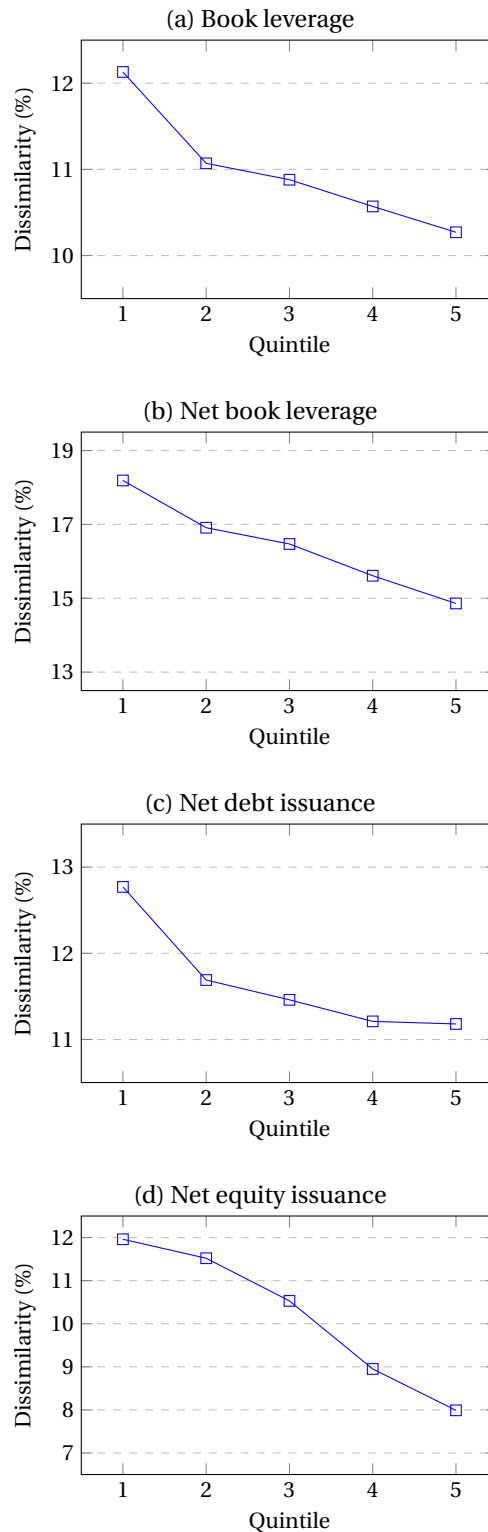 (a) Book leverage
12
11
10
Dissimilarity (%)
1 2 3 4 5
Quintile
(b) Net book leverage
19
17
15
13
Dissimilarity (%)
1 2 3 4 5
Quintile
(c) Net debt issuance
13
12
11
Dissimilarity (%)
1 2 3 4 5
Quintile
(d) Net equity issuance
12
11
10
9
8
7
Dissimilarity (%)
1 2 3 4 5
Quintile